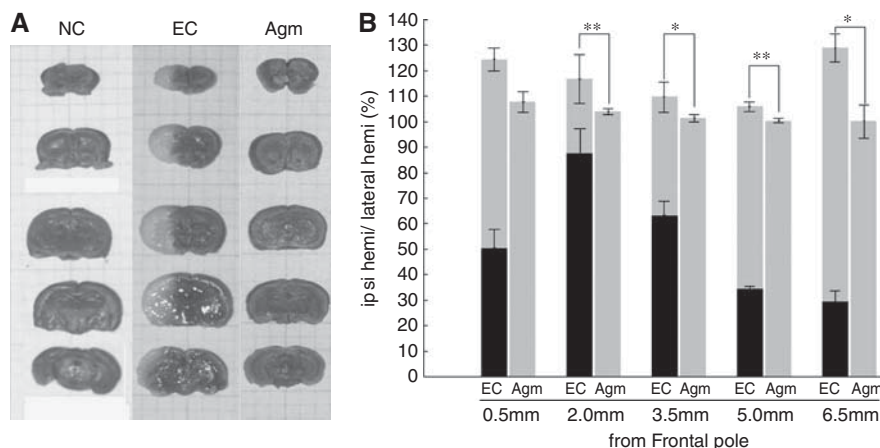 A
NC EC Agm
B
ip si hemi/ lateral hemi (%)
140
130
120
110
100
90
80
70
60
50
40
30
20
10
0
** * ** *
EC Agm EC Agm EC Agm EC Agm EC Agm
0.5mm 2.0mm 3.5mm 5.0mm 6.5mm
from Frontal pole